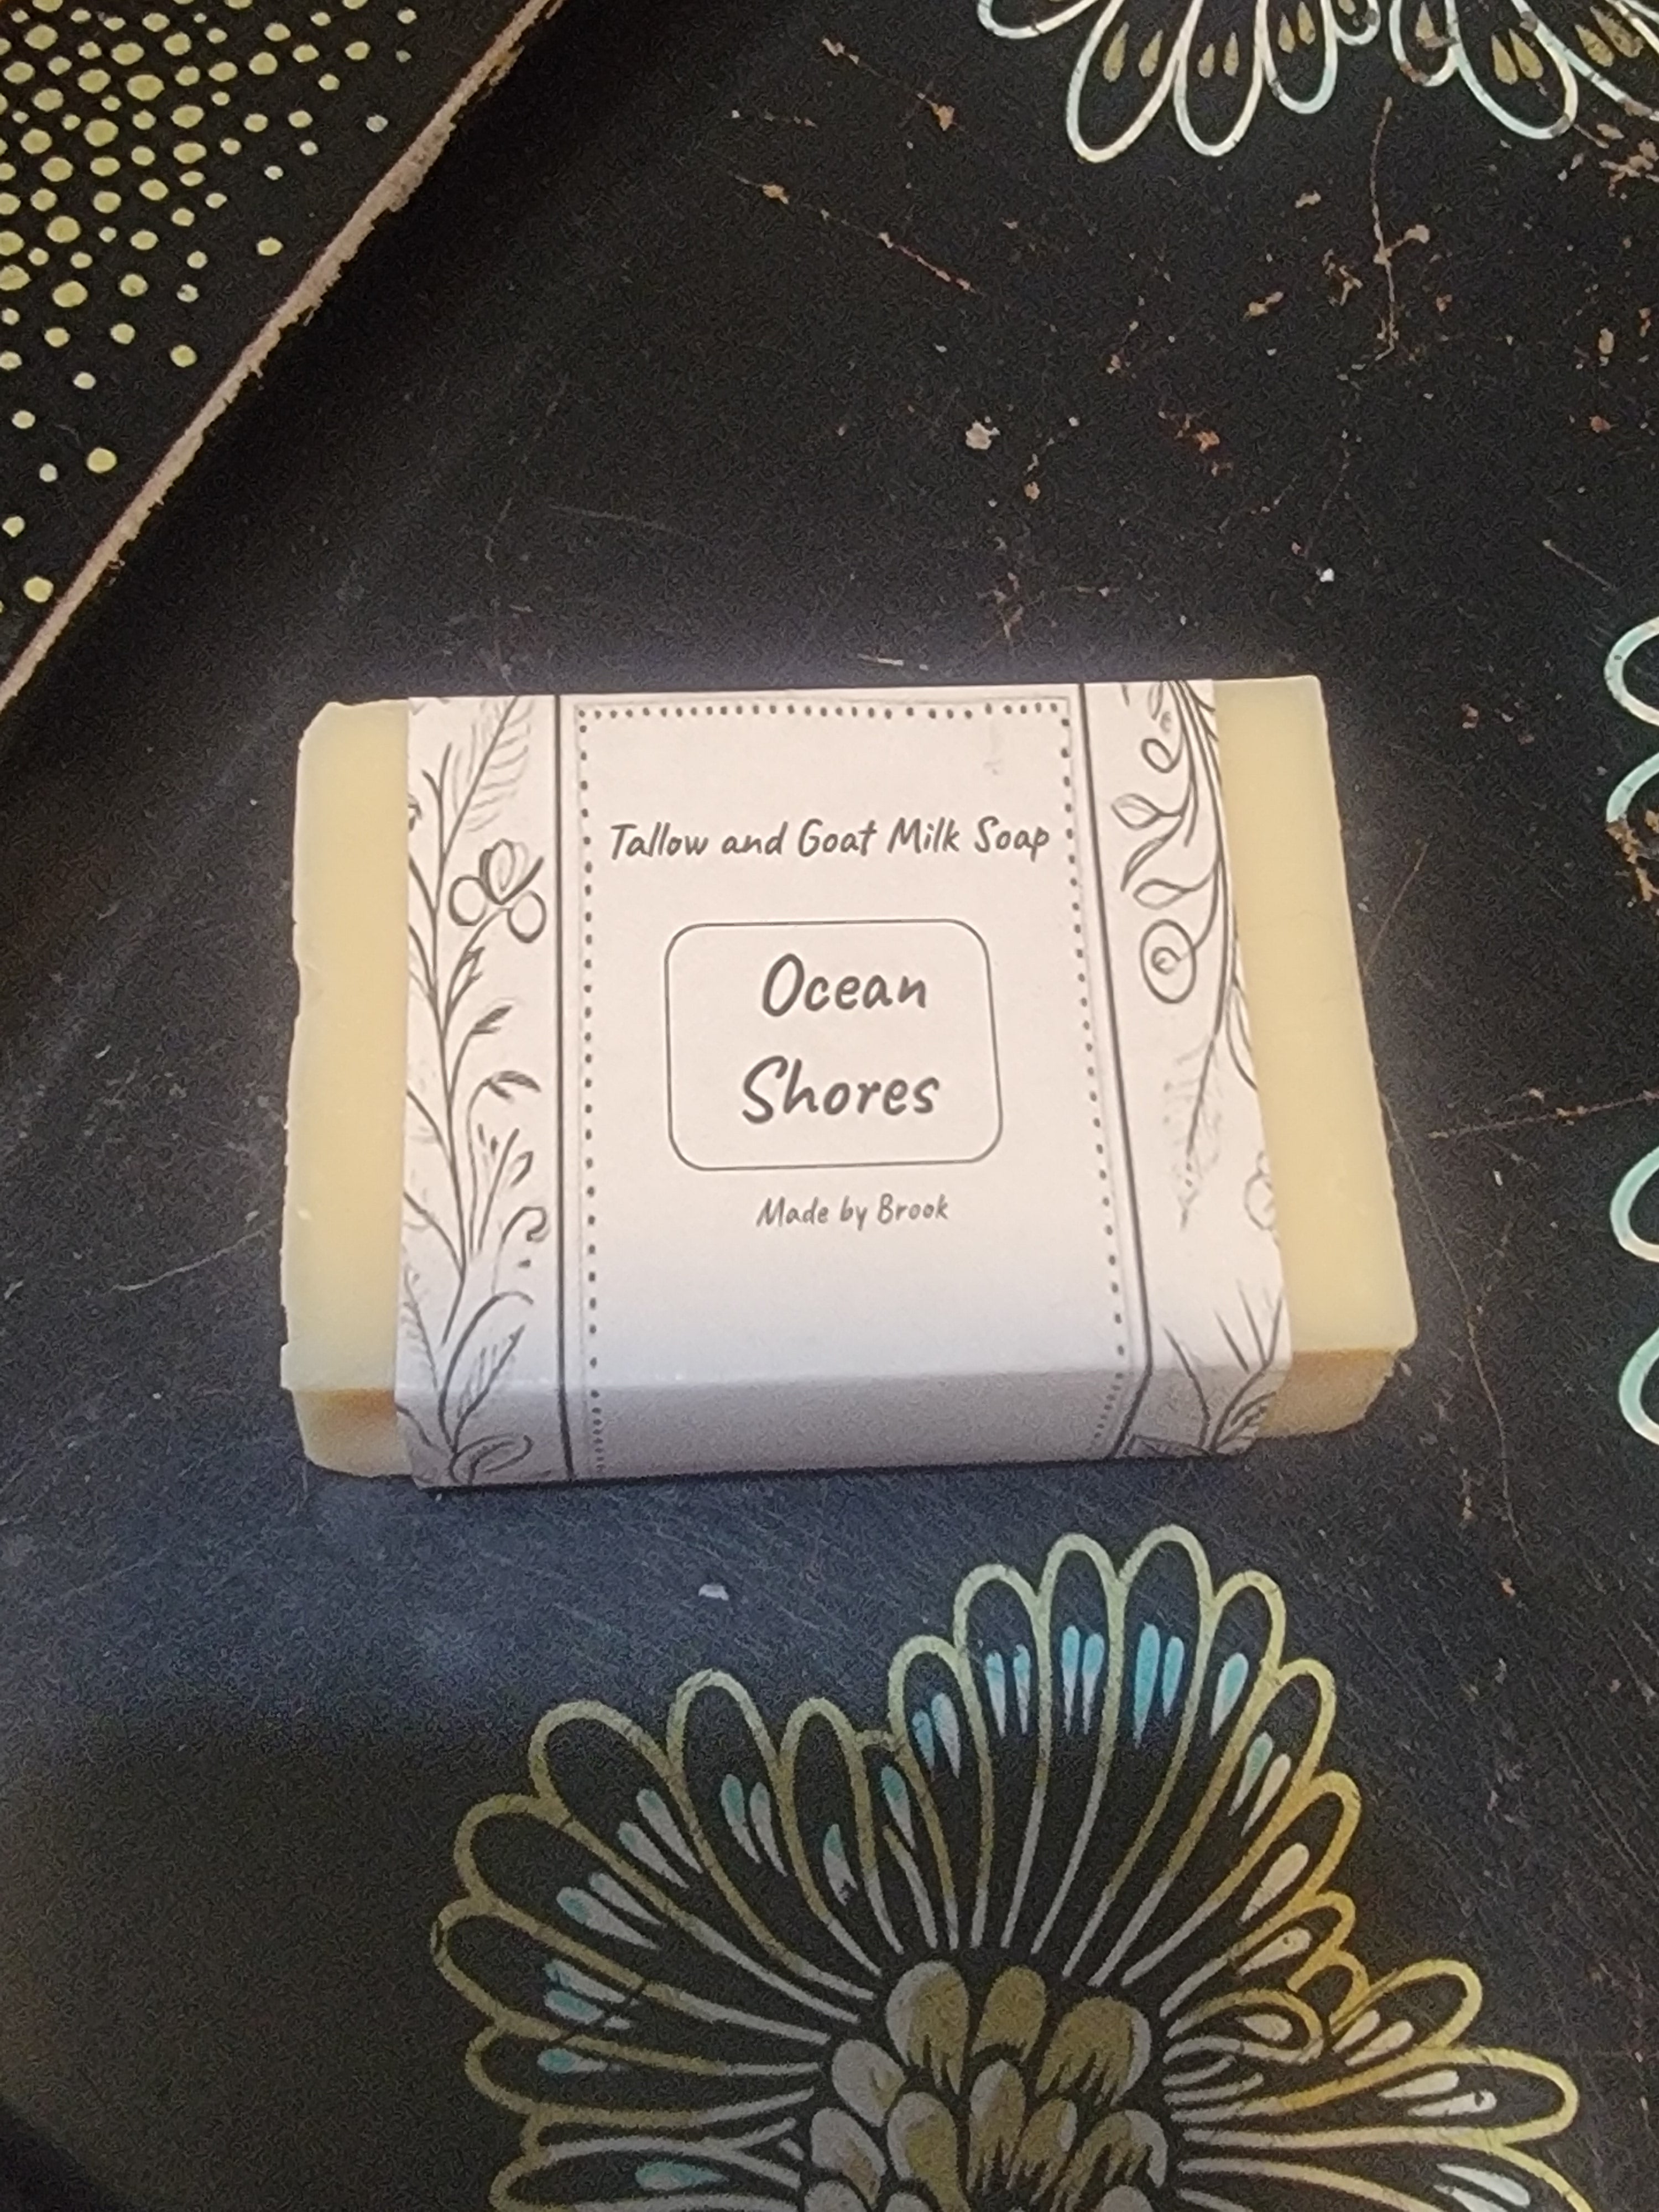 Tallow and Goat Milk Soap
Ocean
Shores
Made by Brook